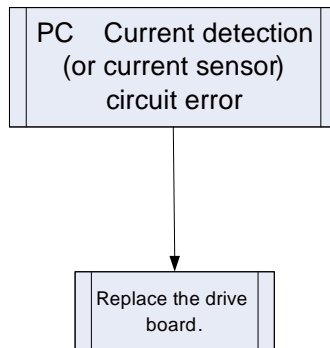 PC Current detection
(or current sensor)
circuit error
Replace the drive
board.